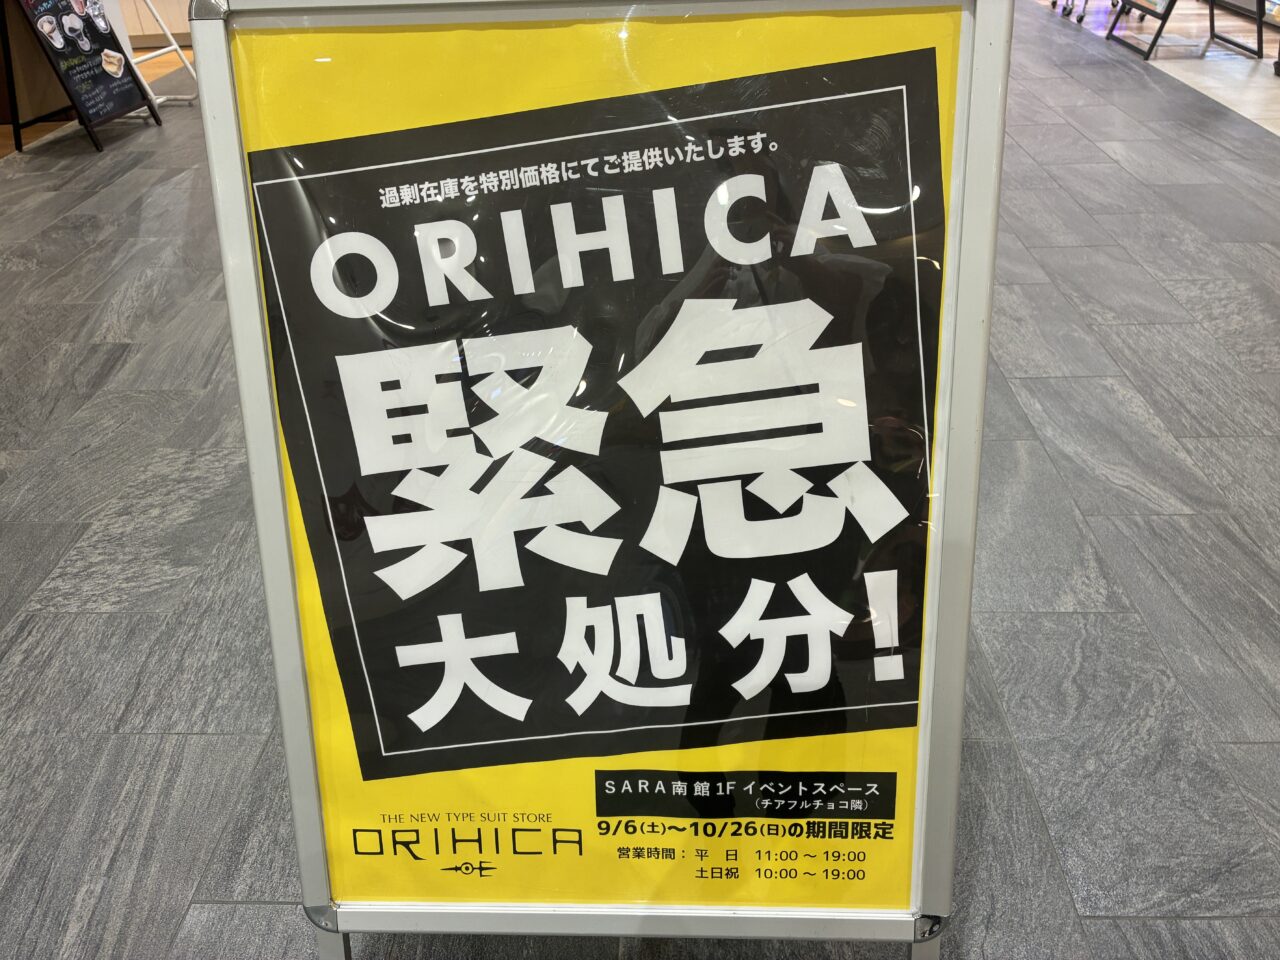 過剰在庫を特別価格にてご提供いたします。
ORIHICA
緊急
大処分!
SARA南館1Fイベントスペース
(チアフルチョコ隣)
9/6(土)～10/26(日)の期間限定
営業時間：平　日　11:00～19:00
土日祝　10:00～19:00
THE NEW TYPE SUIT STORE
ORIHICA